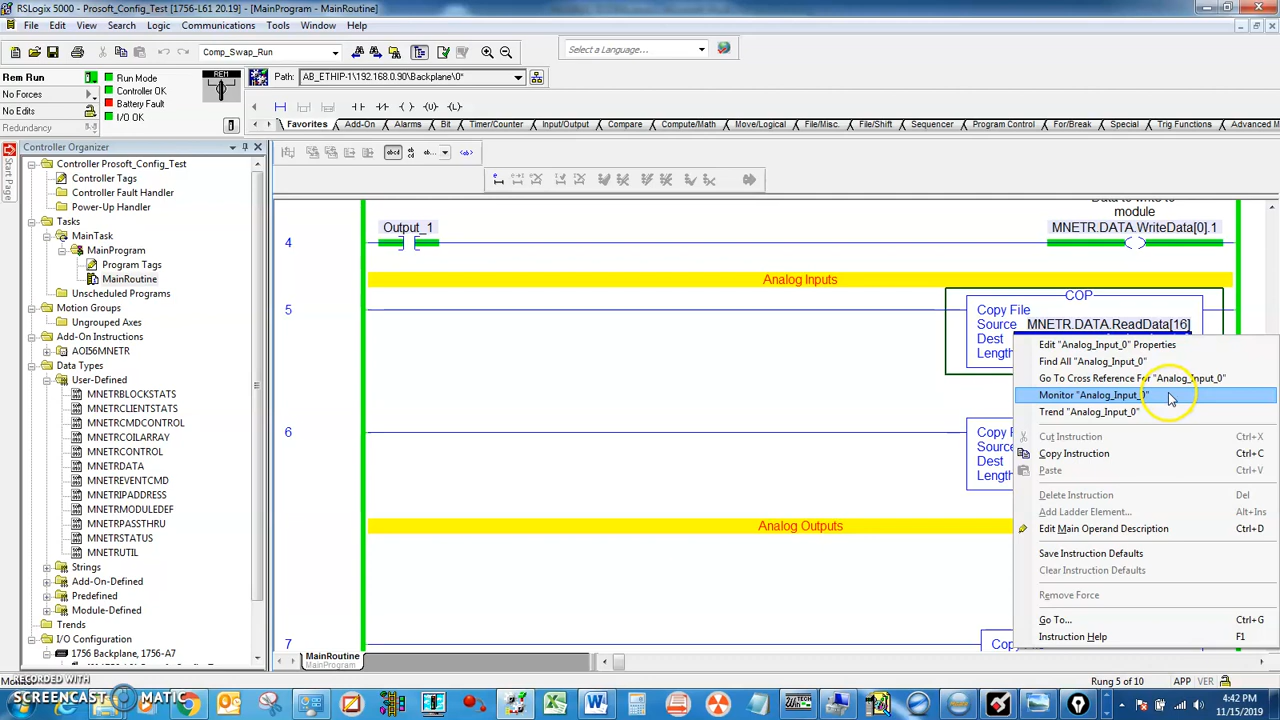 RSLogix 5000 - Prosoft_Config_Test [1756-L61 20.19] - [MainProgram - MainRoutine]
File Edit View Search Logic Communications Tools Window Help
Comp_Swap_Run
Select a Language...
Rem Run
Run Mode
No Forces
Controller OK
No Edits
Battery Fault
Redundancy
I/O OK
REM
Path: AB_ETHIP-1\192.168.0.90\Backplane\0*
Favorites Add-On Alarms Bit Timer/Counter Input/Output Compare Compute/Math Move/Logical File/Misc. File/Shift Sequencer Program Control For/Break Special Trig Functions Advanced M
Start Page
Controller Organizer
Controller Prosoft_Config_Test
Controller Tags
Controller Fault Handler
Power-Up Handler
Tasks
MainTask
MainProgram
Program Tags
MainRoutine
Unscheduled Programs
Motion Groups
Ungrouped Axes
Add-On Instructions
AOI56MNETR
Data Types
User-Defined
MNETRBLOCKSTATS
MNETRCLIENTSTATS
MNETRCMDCONTROL
MNETRCOILARRAY
MNETRCONTROL
MNETRDATA
MNETREVENTCMD
MNETRIPADDRESS
MNETRMODULEDEF
MNETRPASSTHRU
MNETRSTATUS
MNETRUTIL
Strings
Add-On-Defined
Predefined
Module-Defined
Trends
I/O Configuration
1756 Backplane, 1756-A7
Data to write to
module
Output_1
MNETR.DATA.WriteData[0].1
4
Analog Inputs
5
COP
Copy File
Source MNETR.DATA.ReadData[16]
Dest
Length
6
Copy F
Source
Dest
Length
Analog Outputs
7
Copy
Edit "Analog_Input_0" Properties
Find All "Analog_Input_0"
Go To Cross Reference For "Analog_Input_0"
Monitor "Analog_Input_0"
Trend "Analog_Input_0"
Cut Instruction Ctrl+X
Copy Instruction Ctrl+C
Paste Ctrl+V
Delete Instruction Del
Add Ladder Element... Alt+Ins
Edit Main Operand Description Ctrl+D
Save Instruction Defaults
Clear Instruction Defaults
Remove Force
Go To... Ctrl+G
Instruction Help F1
MainRoutine
MainProgram
Rung 5 of 10 APP VER
RECORDED WITH
SCREENCAST MATIC
4:42 PM
11/15/2019